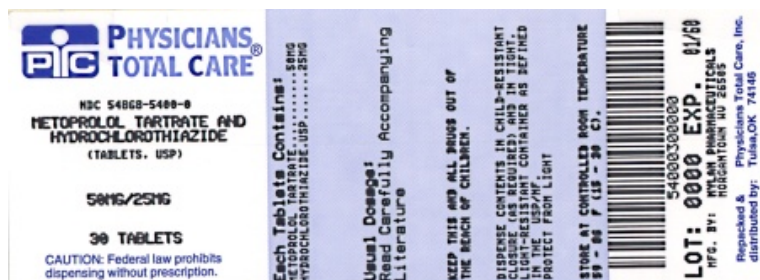 PTC PHYSICIANS
TOTAL CARE®
NDC 54868-5400-0
METOPROLOL TARTRATE AND
HYDROCHLOROTHIAZIDE
(TABLETS, USP)
50MG/25MG
30 TABLETS
CAUTION: Federal law prohibits
dispensing without prescription.
Each Tablets Contains:
METOPROLOL TARTRATE..........50MG
HYDROCHLOROTHIAZIDE,USP.......25MG
Usual Dosage:
Read Carefully Accompanying
Literature
KEEP THIS AND ALL DRUGS OUT OF
THE REACH OF CHILDREN.
DISPENSE CONTENTS IN CHILD-RESISTANT
CLOSURE (AS REQUIRED) AND IN TIGHT,
LIGHT-RESISTANT CONTAINER AS DEFINED
IN THE USP/NF.
PROTECT FROM LIGHT
STORE AT CONTROLLED ROOM TEMPERATURE
86 F (15 - 30 C).
54000300000
LOT: 0000 EXP. 01/60
MFG. BY: MYLAN PHARMACEUTICALS
MORGANTOWN WV 26505
Repacked & Physicians Total Care, Inc.
distributed by: Tulsa,OK 74146